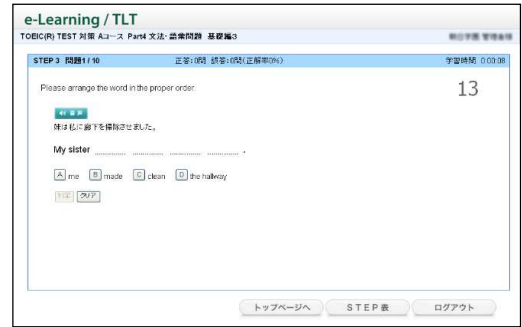 e-Learning / TLT
TOEIC(R) TEST 対策 Aコース Part4 文法・語彙問題 基礎編3
STEP 3 問題1 / 10 正答:0問 誤答:0問(正解率0%) 学習時間 0:00:08
Please arrange the word in the proper order.
13
音声
妹は私に廊下を掃除させました。
My sister ............ ............ ............ ............ .
A me B made C clean D the hallway
クリア
トップページへ STEP表 ログアウト